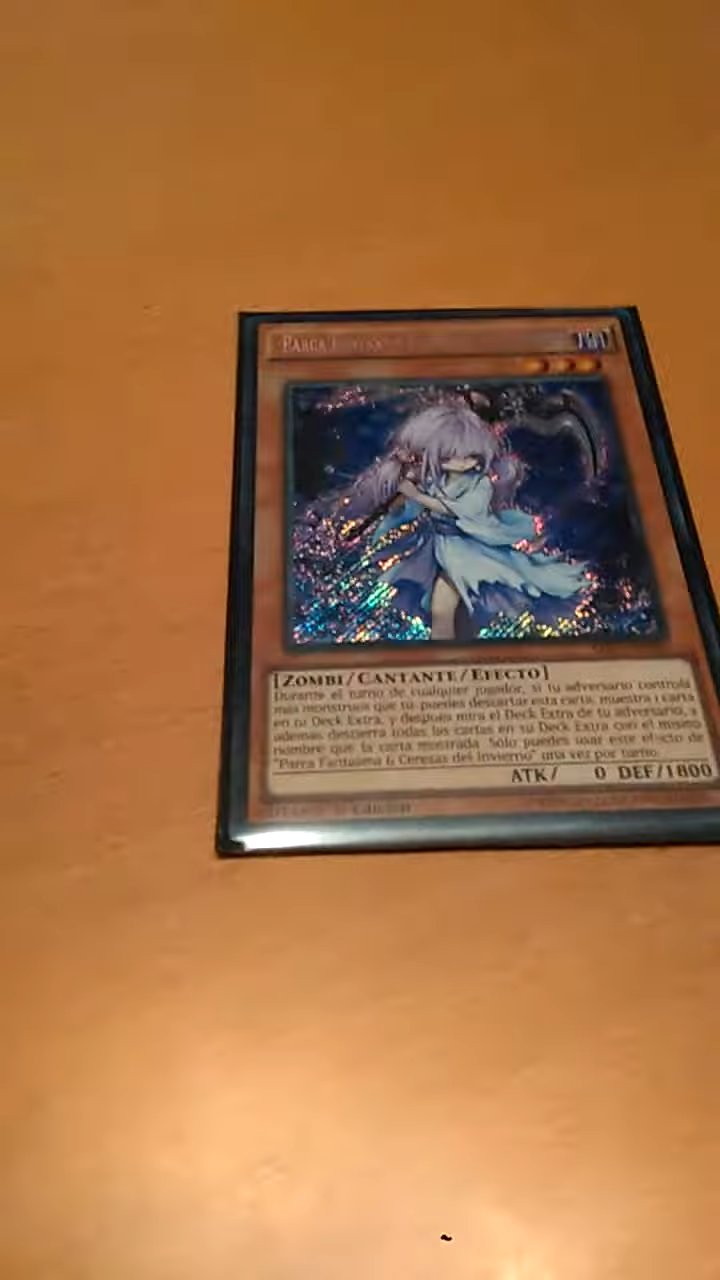 PARCA
[ZOMBI/CANTANTE/EFECTO]
Durante el turno de cualquier jugador, si tu adversario controla
más monstruos que tú: puedes descartar esta carta, muestra 1 carta
en tu Deck Extra, y después mira el Deck Extra de tu adversario, y
además destierra todas las cartas en su Deck Extra con el mismo
nombre que la carta mostrada. Sólo puedes usar este efecto de
"Parca Fantasma & Cerezas del Invierno" una vez por turno.
ATK/ 0 DEF/1800